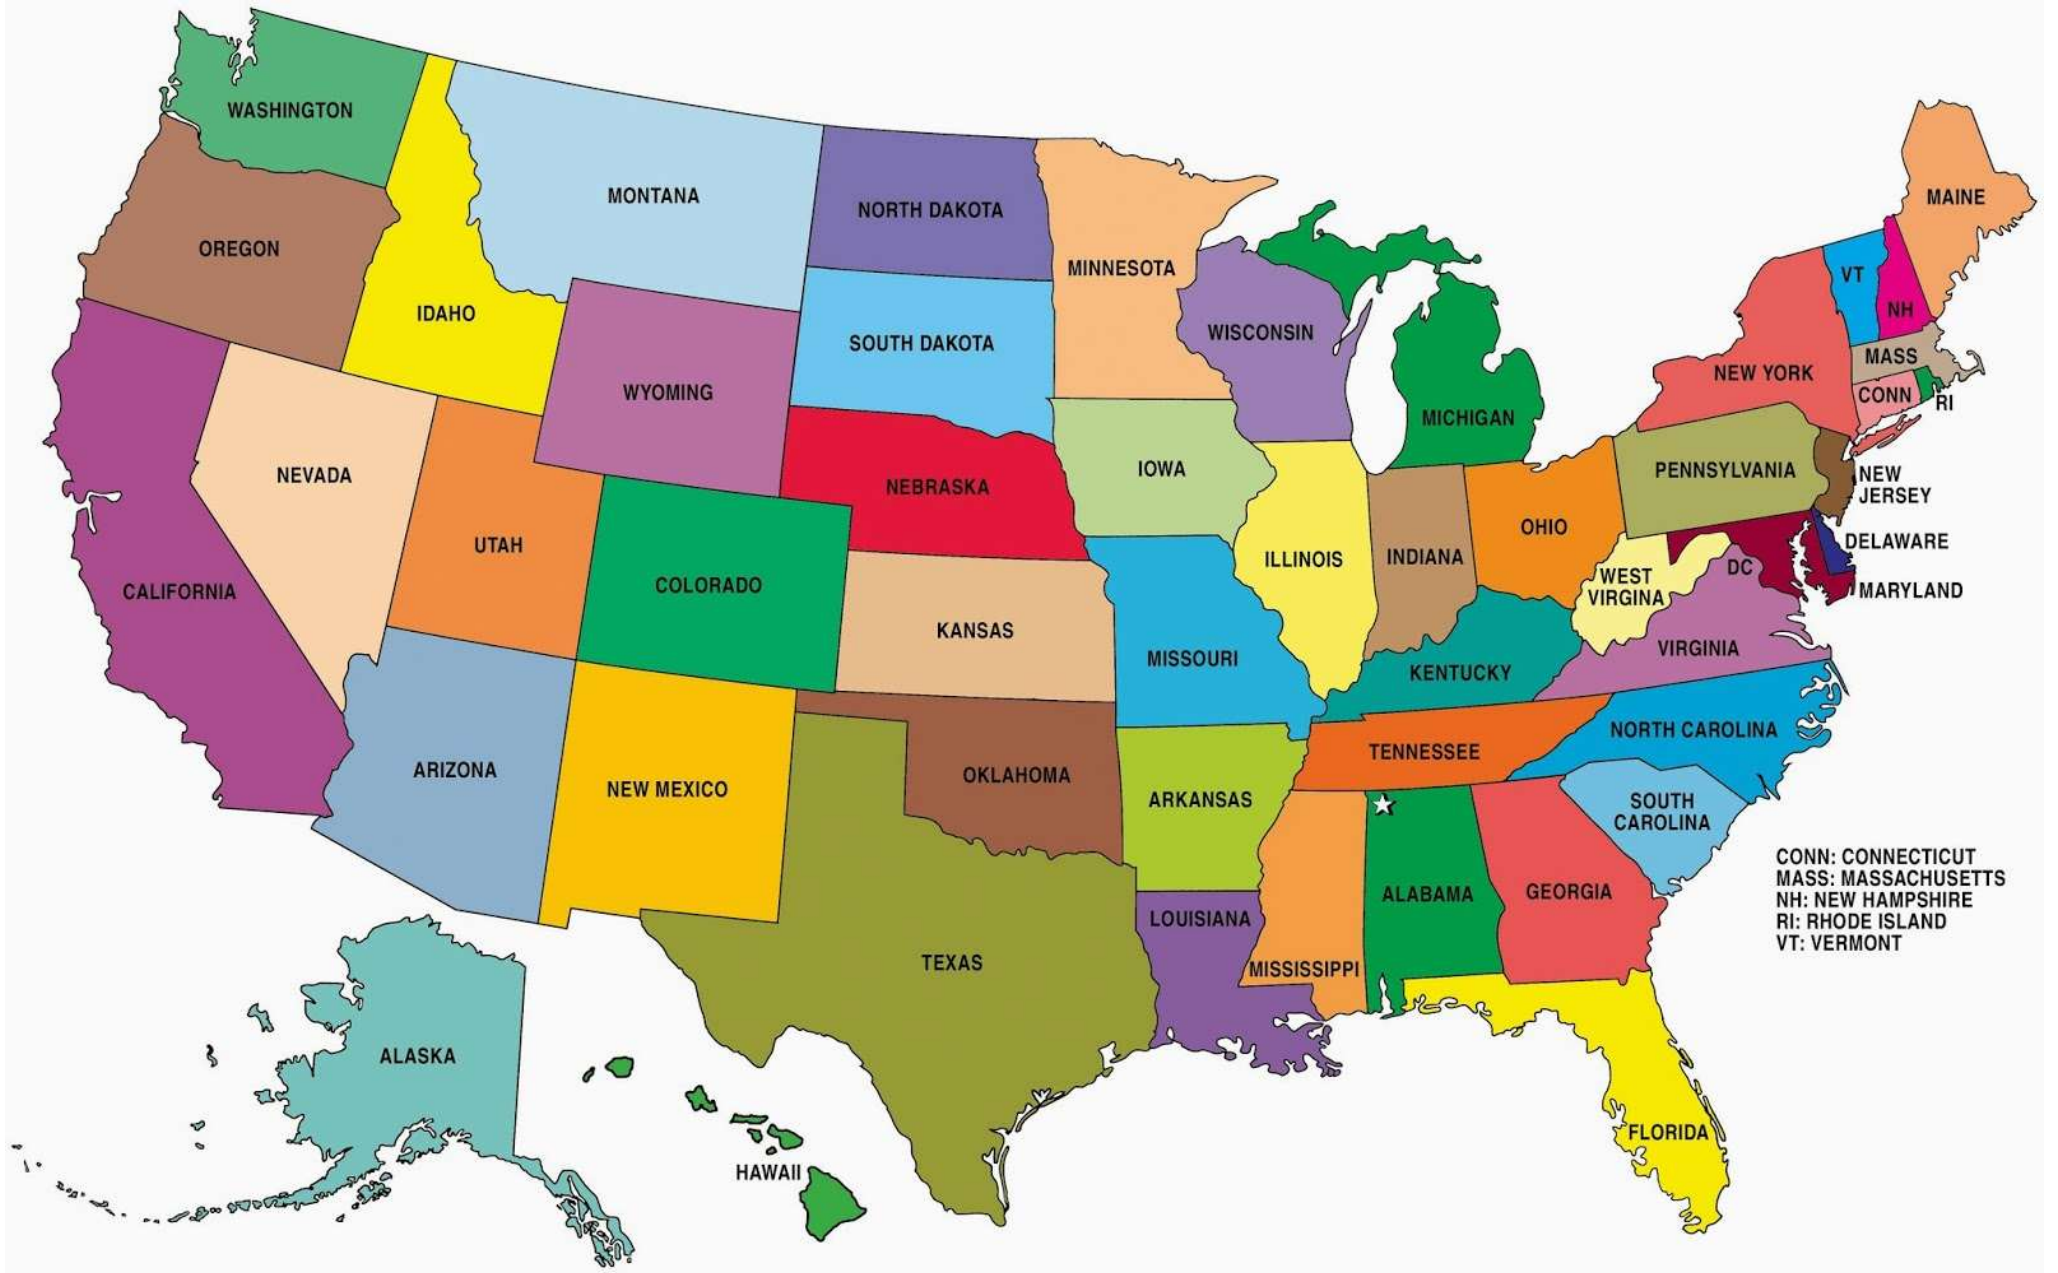 WASHINGTON
MONTANA
NORTH DAKOTA
MINNESOTA
MAINE
OREGON
IDAHO
VT
NH
SOUTH DAKOTA
WISCONSIN
MASS
NEW YORK
WYOMING
MICHIGAN
CONN
RI
NEVADA
NEBRASKA
IOWA
PENNSYLVANIA
NEW
JERSEY
UTAH
COLORADO
ILLINOIS
INDIANA
OHIO
DELAWARE
CALIFORNIA
WEST
VIRGINA
DC
MARYLAND
KANSAS
MISSOURI
KENTUCKY
VIRGINIA
ARIZONA
NEW MEXICO
OKLAHOMA
ARKANSAS
TENNESSEE
NORTH CAROLINA
SOUTH
CAROLINA
TEXAS
LOUISIANA
MISSISSIPPI
ALABAMA
GEORGIA
CONN: CONNECTICUT
MASS: MASSACHUSETTS
NH: NEW HAMPSHIRE
RI: RHODE ISLAND
VT: VERMONT
ALASKA
HAWAII
FLORIDA